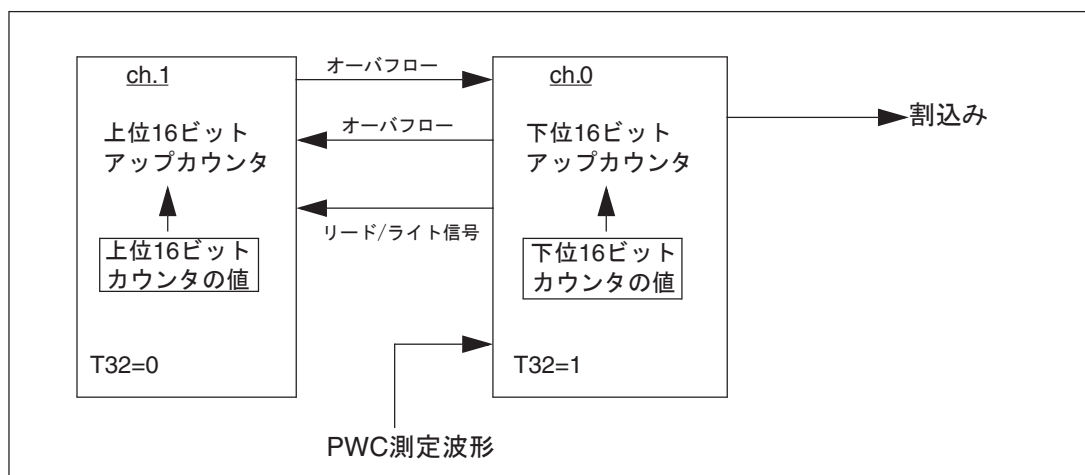 ch.1
上位16ビット
アップカウンタ
上位16ビット
カウンタの値
T32=0
オーバフロー
オーバフロー
リード/ライト信号
ch.0
下位16ビット
アップカウンタ
下位16ビット
カウンタの値
T32=1
割込み
PWC測定波形